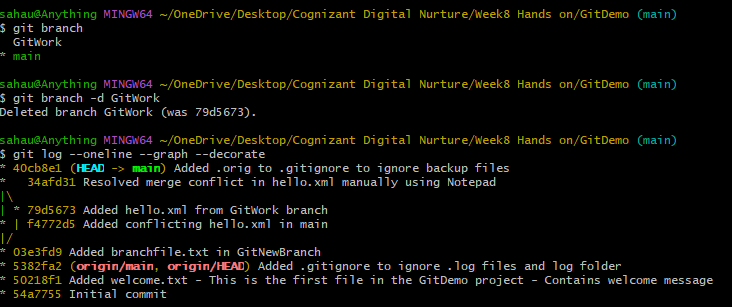 sahau@Anything MINGW64 ~/OneDrive/Desktop/Cognizant Digital Nurture/Week8 Hands on/GitDemo (main)
$ git branch
  GitWork
* main

sahau@Anything MINGW64 ~/OneDrive/Desktop/Cognizant Digital Nurture/Week8 Hands on/GitDemo (main)
$ git branch -d GitWork
Deleted branch GitWork (was 79d5673).

sahau@Anything MINGW64 ~/OneDrive/Desktop/Cognizant Digital Nurture/Week8 Hands on/GitDemo (main)
$ git log --oneline --graph --decorate
* 40cb8e1 (HEAD -> main) Added .orig to .gitignore to ignore backup files
*   34afd31 Resolved merge conflict in hello.xml manually using Notepad
|\
| * 79d5673 Added hello.xml from GitWork branch
* | f4772d5 Added conflicting hello.xml in main
|/
* 03e3fd9 Added branchfile.txt in GitNewBranch
* 5382fa2 (origin/main, origin/HEAD) Added .gitignore to ignore .log files and log folder
* 50218f1 Added welcome.txt - This is the first file in the GitDemo project - Contains welcome message
* 54a7755 Initial commit